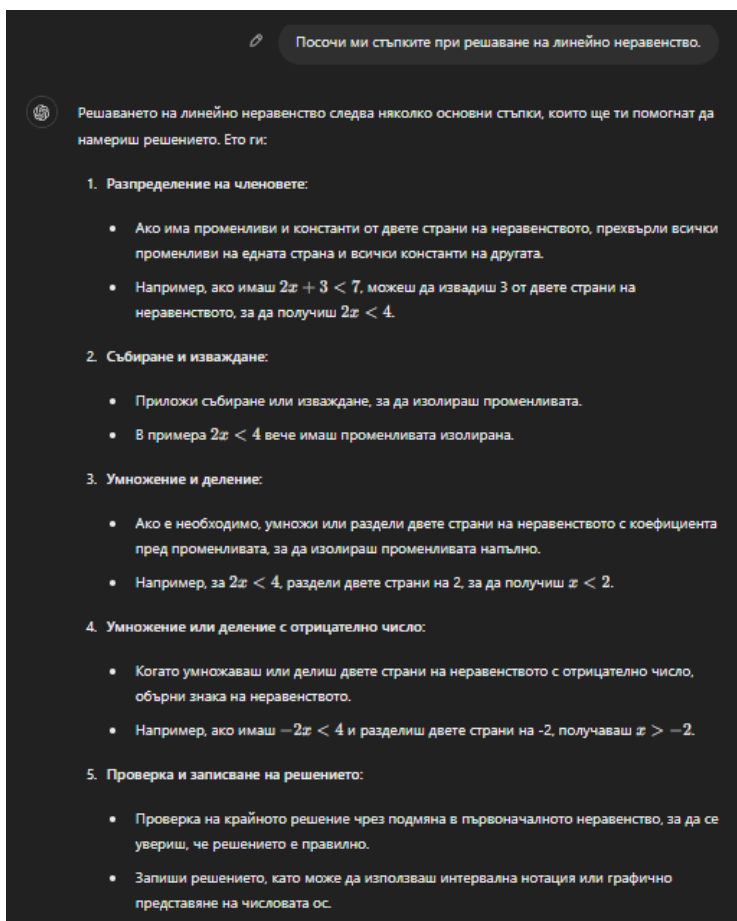 Посочи ми стъпките при решаване на линейно неравенство.
Решаването на линейно неравенство следва няколко основни стъпки, които ще ти помогнат да
намериш решението. Ето ги:
1. Разпределение на членовете:
• Ако има променливи и константи от двете страни на неравенството, прехвърли всички
променливи на едната страна и всички константи на другата.
• Например, ако имаш 2x + 3 < 7, можеш да извадиш 3 от двете страни на
неравенството, за да получиш 2x < 4.
2. Събиране и изваждане:
• Приложи събиране или изваждане, за да изолираш променливата.
• В примера 2x < 4 вече имаш променливата изолирана.
3. Умножение и деление:
• Ако е необходимо, умножи или раздели двете страни на неравенството с коефициента
пред променливата, за да изолираш променливата напълно.
• Например, за 2x < 4, раздели двете страни на 2, за да получиш x < 2.
4. Умножение или деление с отрицателно число:
• Когато умножаваш или делиш двете страни на неравенството с отрицателно число,
обърни знака на неравенството.
• Например, ако имаш −2x < 4 и разделиш двете страни на -2, получаваш x > −2.
5. Проверка и записване на решението:
• Проверка на крайното решение чрез подмяна в първоначалното неравенство, за да се
увериш, че решението е правилно.
• Запиши решението, като може да използваш интервална нотация или графично
представяне на числовата ос.